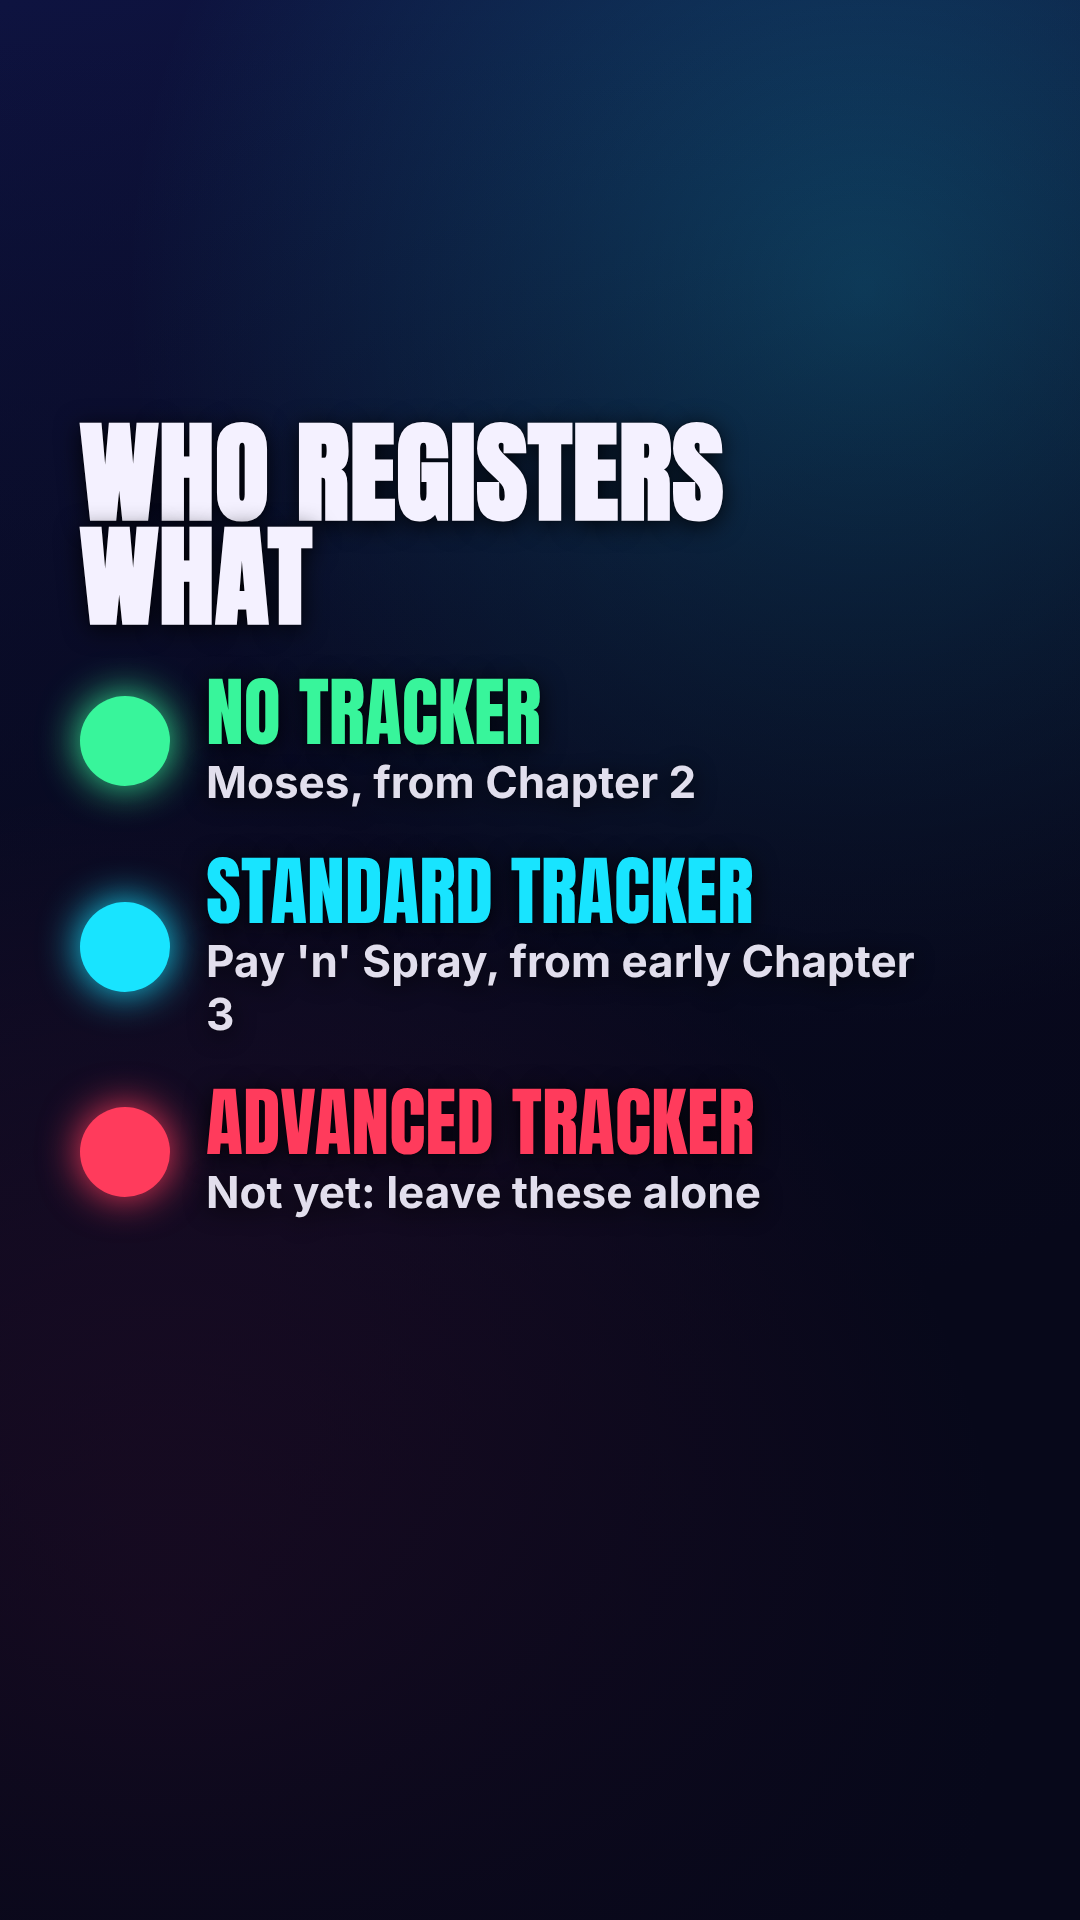 WHO REGISTERS
WHAT
NO TRACKER
Moses, from Chapter 2
STANDARD TRACKER
Pay 'n' Spray, from early Chapter
3
ADVANCED TRACKER
Not yet: leave these alone